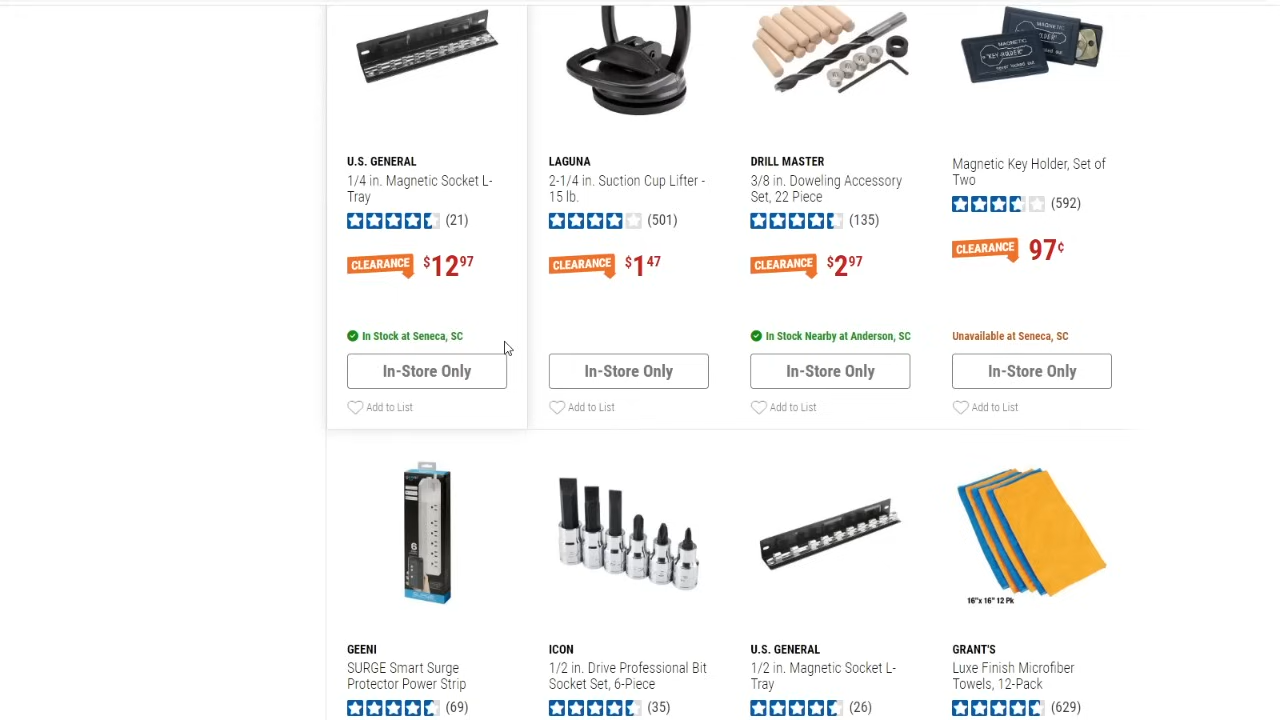 U.S. GENERAL
1/4 in. Magnetic Socket L-
Tray
(21)
CLEARANCE $12 97
In Stock at Seneca, SC
In-Store Only
Add to List
LAGUNA
2-1/4 in. Suction Cup Lifter -
15 lb.
(501)
CLEARANCE $1 47
In-Store Only
Add to List
DRILL MASTER
3/8 in. Doweling Accessory
Set, 22 Piece
(135)
CLEARANCE $2 97
In Stock Nearby at Anderson, SC
In-Store Only
Add to List
MAGNETIC
KEY HOLDER
Magnetic Key Holder, Set of
Two
(592)
CLEARANCE 97¢
Unavailable at Seneca, SC
In-Store Only
Add to List
6
SURGE
GEENI
SURGE Smart Surge
Protector Power Strip
(69)
ICON
1/2 in. Drive Professional Bit
Socket Set, 6-Piece
(35)
U.S. GENERAL
1/2 in. Magnetic Socket L-
Tray
(26)
16"x 16" 12 Pk
GRANT'S
Luxe Finish Microfiber
Towels, 12-Pack
(629)